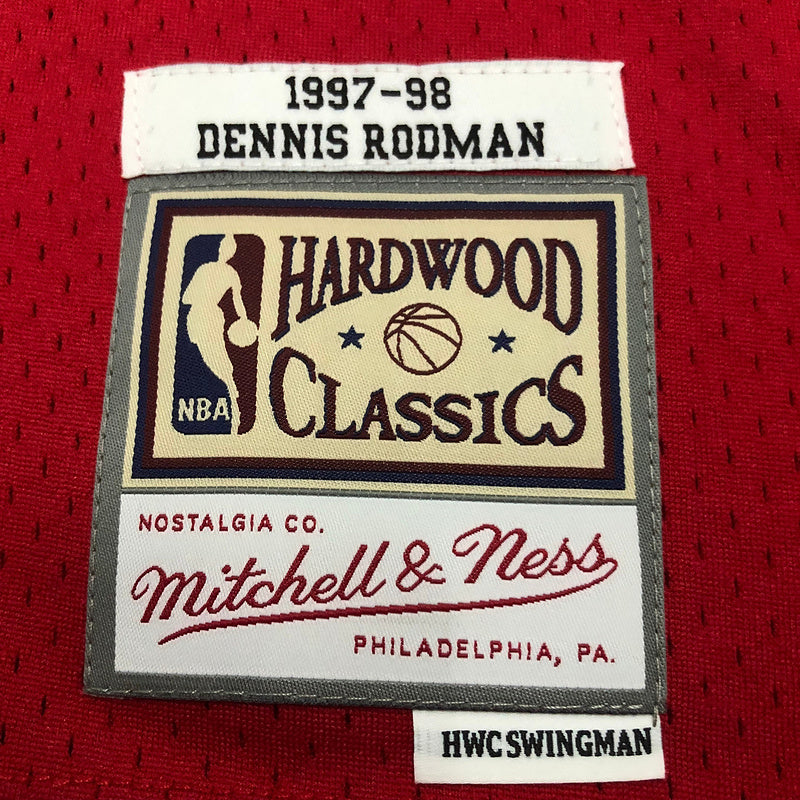 1997-98
DENNIS RODMAN
HARDWOOD
CLASSICS
NBA
NOSTALGIA CO.
Mitchell & Ness
PHILADELPHIA, PA.
HWC SWINGMAN